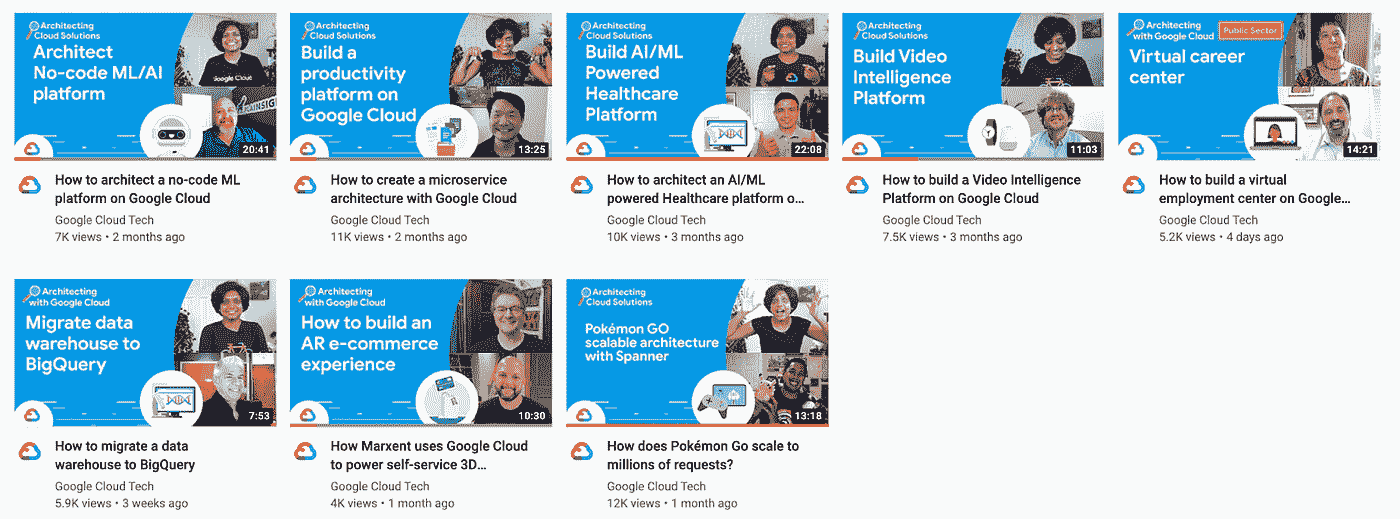 Architecting
Cloud Solutions
Architect
No-code ML/AI
platform
Google Cloud
20:41
How to architect a no-code ML
platform on Google Cloud
Google Cloud Tech
7K views • 2 months ago
Architecting
Cloud Solutions
Build a
productivity
platform on
Google Cloud
13:25
How to create a microservice
architecture with Google Cloud
Google Cloud Tech
11K views • 2 months ago
Architecting
Cloud Solutions
Build AI/ML
Powered
Healthcare
Platform
22:08
How to architect an AI/ML
powered Healthcare platform o...
Google Cloud Tech
10K views • 3 months ago
Architecting
Cloud Solutions
Build Video
Intelligence
Platform
11:03
How to build a Video Intelligence
Platform on Google Cloud
Google Cloud Tech
7.5K views • 3 months ago
Architecting
with Google Cloud
Public Sector
Virtual career
center
14:21
How to build a virtual
employment center on Google...
Google Cloud Tech
5.2K views • 4 days ago
Architecting
with Google Cloud
Migrate data
warehouse to
BigQuery
7:53
How to migrate a data
warehouse to BigQuery
Google Cloud Tech
5.9K views • 3 weeks ago
Architecting
with Google Cloud
How to build an
AR e-commerce
experience
10:30
How Marxent uses Google Cloud
to power self-service 3D...
Google Cloud Tech
4K views • 1 month ago
Architecting
Cloud Solutions
Pokémon GO
scalable architecture
with Spanner
13:18
How does Pokémon Go scale to
millions of requests?
Google Cloud Tech
12K views • 1 month ago